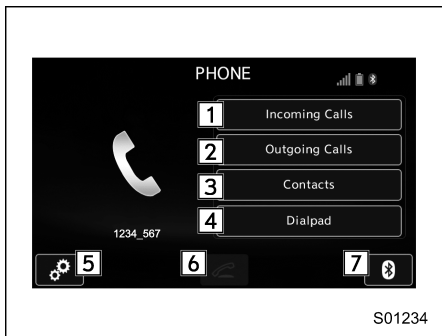 PHONE
1 Incoming Calls
2 Outgoing Calls
3 Contacts
4 Dialpad
1234_567
5 6 7
S01234